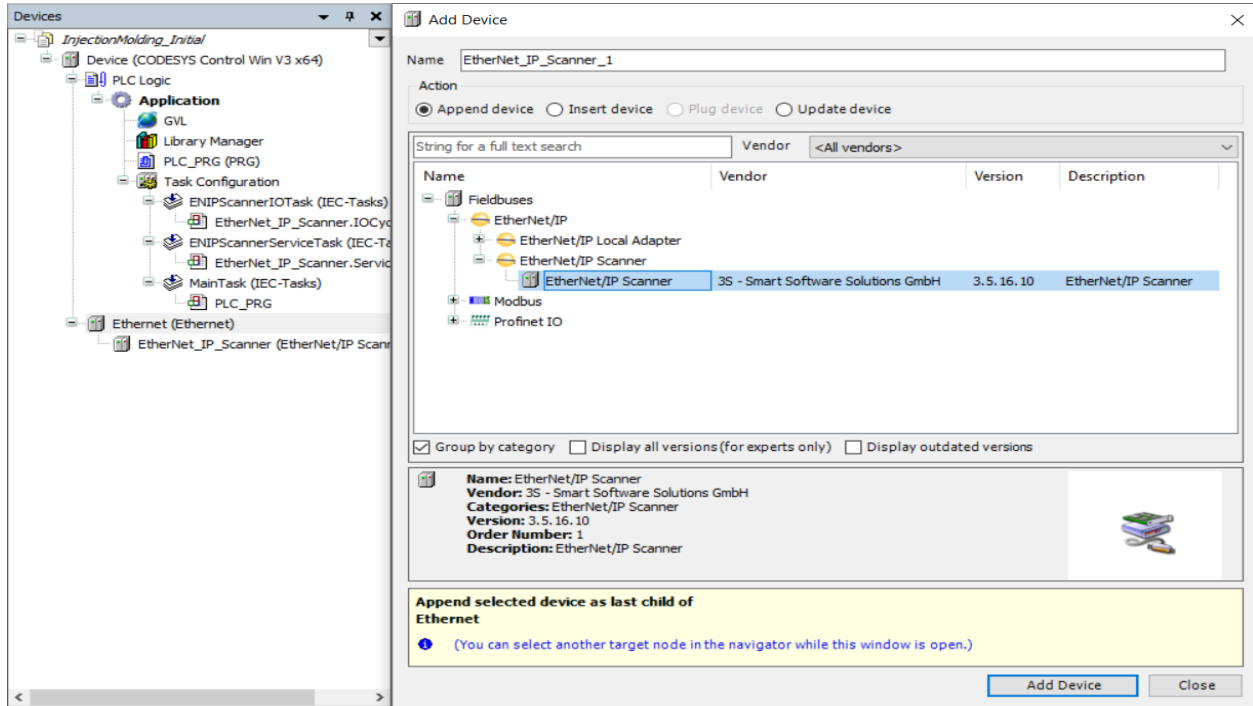 Devices
InjectionMolding_Initial
Device (CODESYS Control Win V3 x64)
PLC Logic
Application
GVL
Library Manager
PLC_PRG (PRG)
Task Configuration
ENIPScannerIOTask (IEC-Tasks)
EtherNet_IP_Scanner.IOCyc
ENIPScannerServiceTask (IEC-Ta
EtherNet_IP_Scanner.Servic
MainTask (IEC-Tasks)
PLC_PRG
Ethernet (Ethernet)
EtherNet_IP_Scanner (EtherNet/IP Scann
Add Device
Name EtherNet_IP_Scanner_1
Action
Append device Insert device Plug device Update device
String for a full text search Vendor <All vendors>
Name Vendor Version Description
Fieldbuses
EtherNet/IP
EtherNet/IP Local Adapter
EtherNet/IP Scanner
EtherNet/IP Scanner 3S - Smart Software Solutions GmbH 3.5.16.10 EtherNet/IP Scanner
Modbus
Profinet IO
Group by category Display all versions (for experts only) Display outdated versions
Name: EtherNet/IP Scanner
Vendor: 3S - Smart Software Solutions GmbH
Categories: EtherNet/IP Scanner
Version: 3.5.16.10
Order Number: 1
Description: EtherNet/IP Scanner
Append selected device as last child of
Ethernet
(You can select another target node in the navigator while this window is open.)
Add Device Close